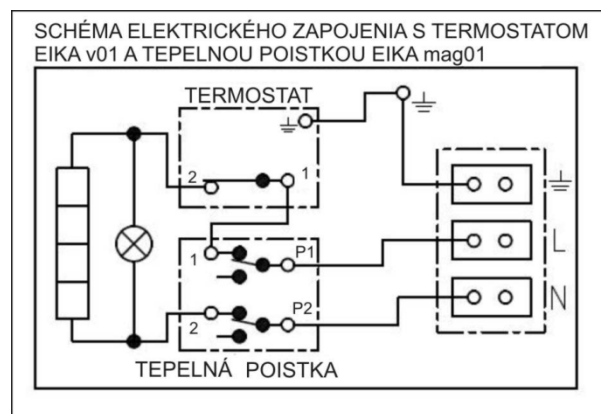 SCHÉMA ELEKTRICKÉHO ZAPOJENIA S TERMOSTATOM
EIKA v01 A TEPELNOU POISTKOU EIKA mag01
TERMOSTAT
2
1
1
P1
L
2
P2
N
TEPELNÁ POISTKA